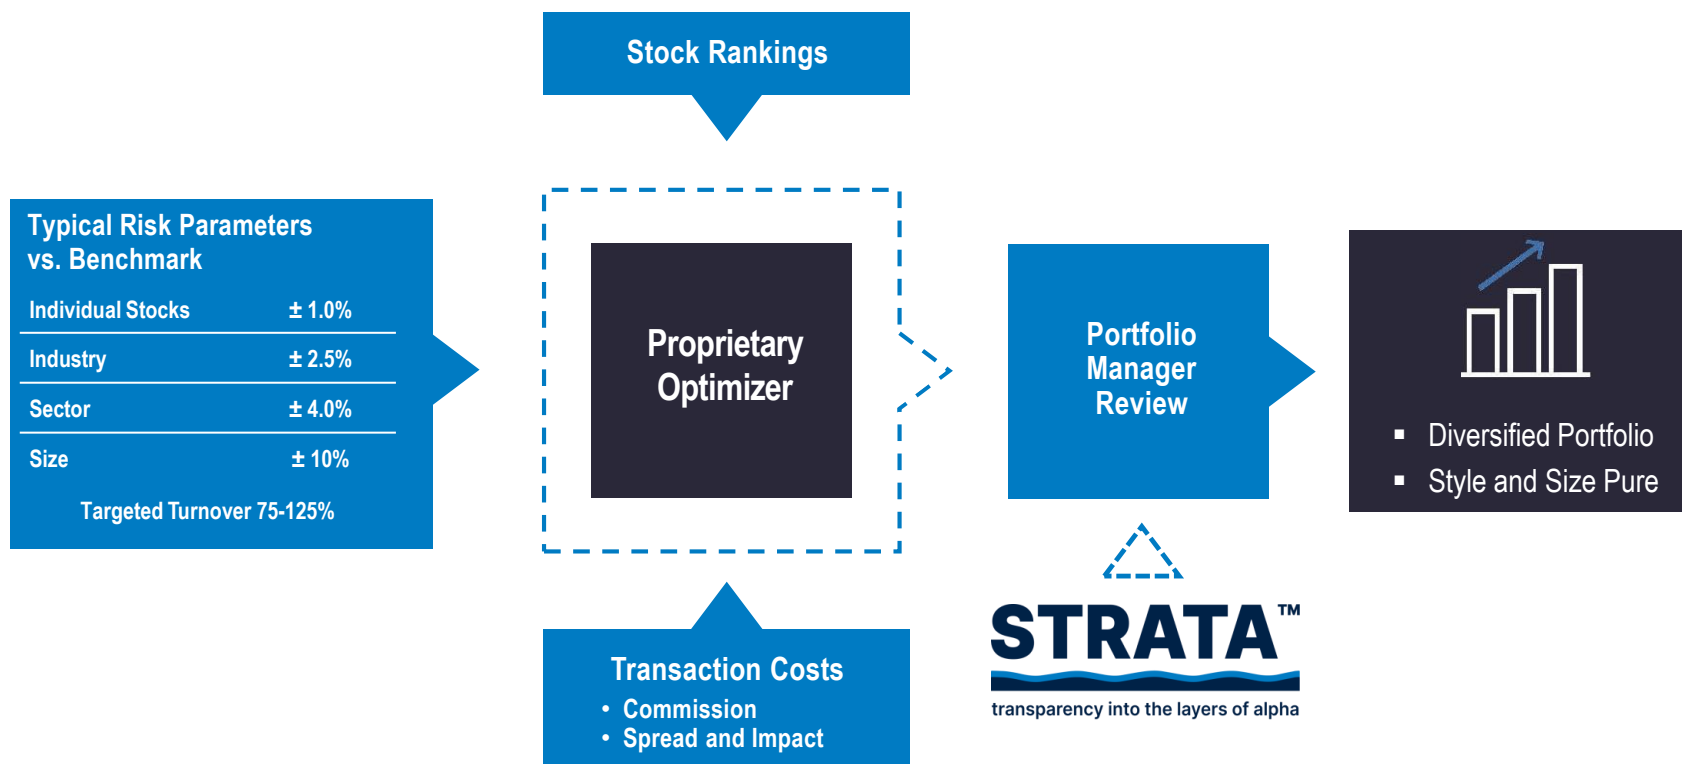 Stock Rankings
Typical Risk Parameters
vs. Benchmark
Individual Stocks ± 1.0%
Industry ± 2.5%
Sector ± 4.0%
Size ± 10%
Targeted Turnover 75-125%
Proprietary
Optimizer
Transaction Costs
• Commission
• Spread and Impact
Portfolio
Manager
Review
STRATA™
transparency into the layers of alpha
▪ Diversified Portfolio
▪ Style and Size Pure